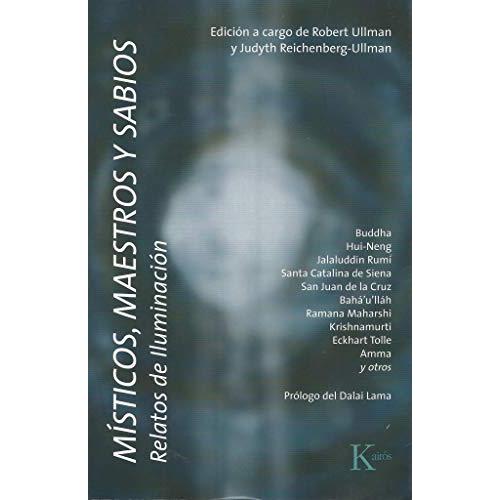 Edición a cargo de Robert Ullman
y Judyth Reichenberg-Ullman
MÍSTICOS, MAESTROS Y SABIOS
Relatos de Iluminación
Buddha
Hui-Neng
Jalaluddin Rumi
Santa Catalina de Siena
San Juan de la Cruz
Bahá'u'lláh
Ramana Maharshi
Krishnamurti
Eckhart Tolle
Amma
y otros
Prólogo del Dalai Lama
Kairós